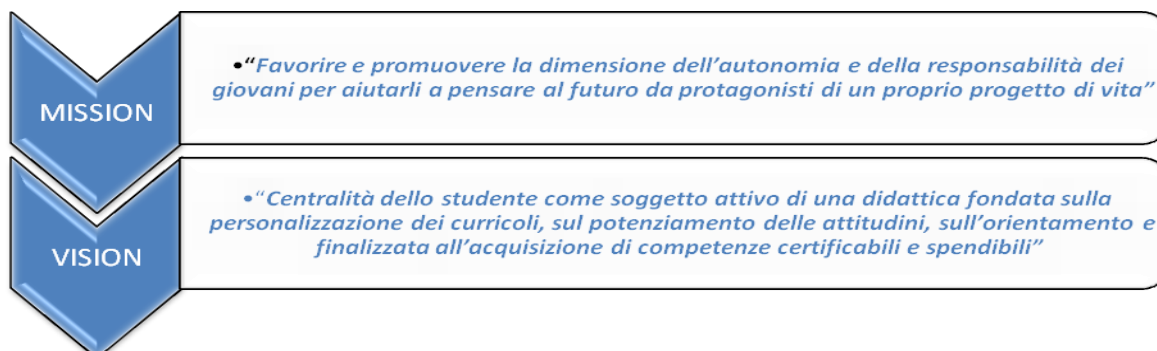 MISSION
•“Favorire e promuovere la dimensione dell’autonomia e della responsabilità dei
giovani per aiutarli a pensare al futuro da protagonisti di un proprio progetto di vita”
VISION
•“Centralità dello studente come soggetto attivo di una didattica fondata sulla
personalizzazione dei curricoli, sul potenziamento delle attitudini, sull’orientamento e
finalizzata all’acquisizione di competenze certificabili e spendibili”